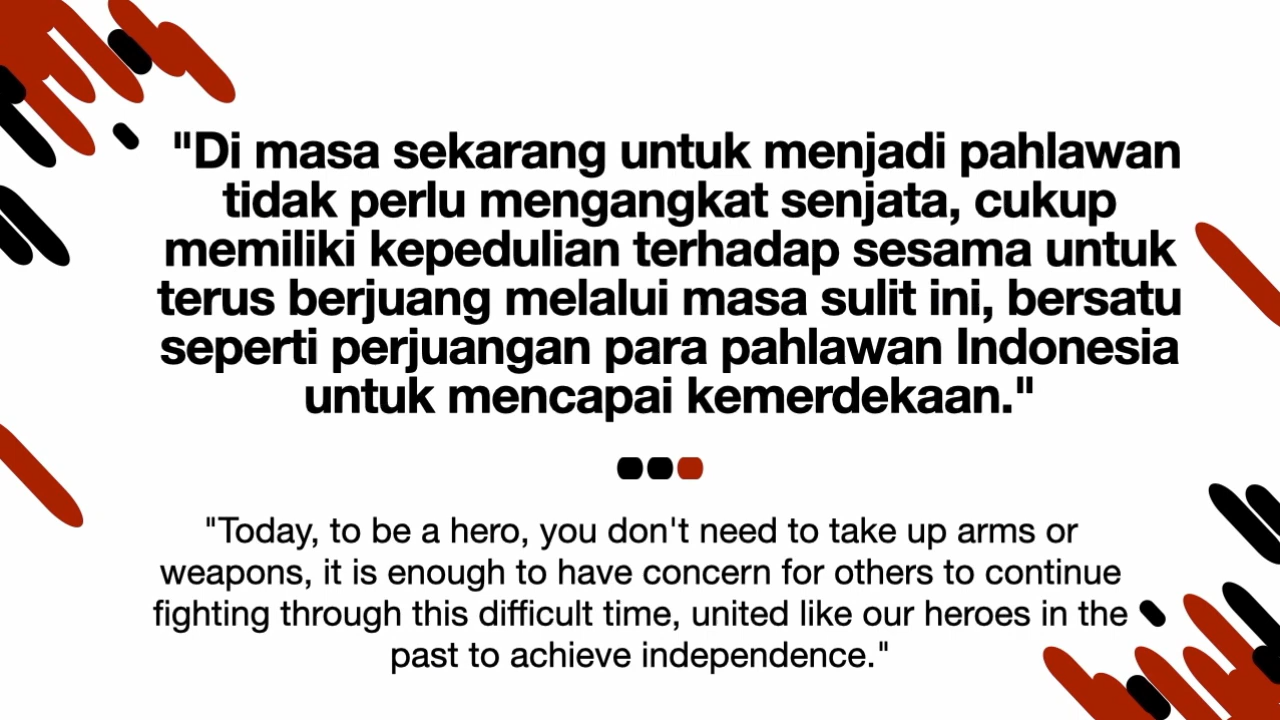 "Di masa sekarang untuk menjadi pahlawan
tidak perlu mengangkat senjata, cukup
memiliki kepedulian terhadap sesama untuk
terus berjuang melalui masa sulit ini, bersatu
seperti perjuangan para pahlawan Indonesia
untuk mencapai kemerdekaan."
"Today, to be a hero, you don't need to take up arms or
weapons, it is enough to have concern for others to continue
fighting through this difficult time, united like our heroes in the
past to achieve independence."